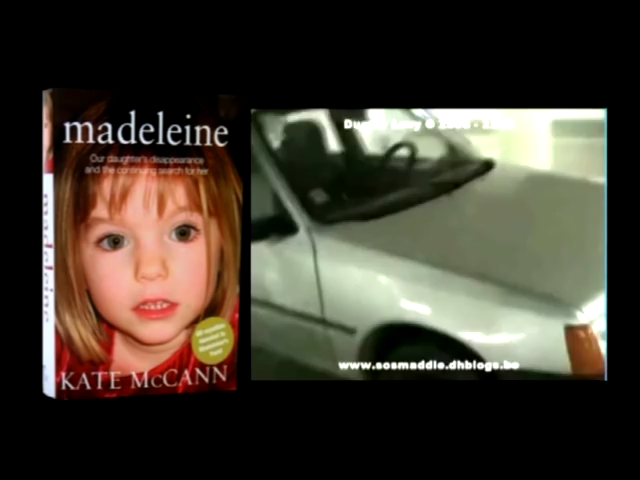 madeleine
Our daughter's disappearance
and the continuing search for her
madeleine
KATE McCANN
www.sosmaddie.dhblogs.be